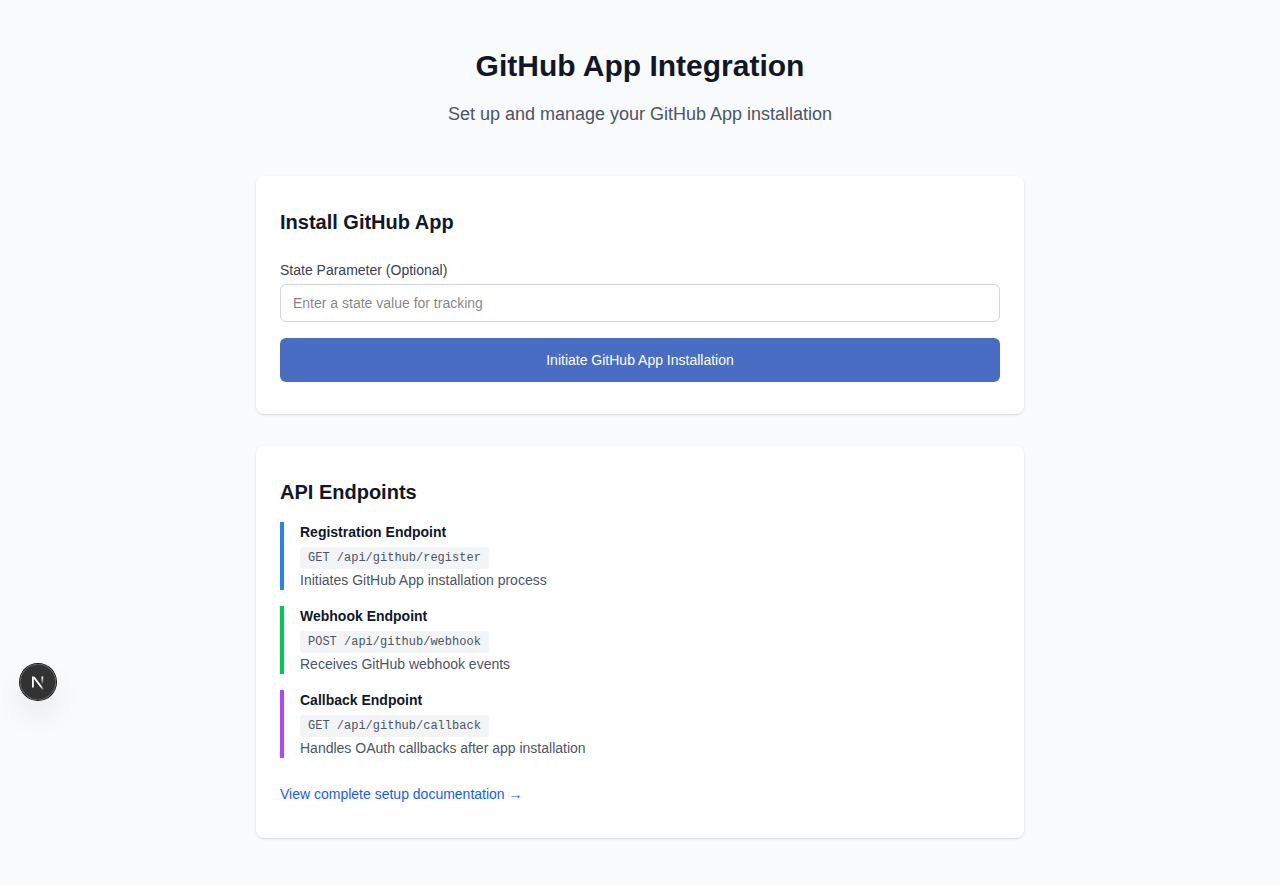 GitHub App Integration
Set up and manage your GitHub App installation
Install GitHub App
State Parameter (Optional)
Enter a state value for tracking
Initiate GitHub App Installation
API Endpoints
Registration Endpoint
GET /api/github/register
Initiates GitHub App installation process
Webhook Endpoint
POST /api/github/webhook
Receives GitHub webhook events
Callback Endpoint
GET /api/github/callback
Handles OAuth callbacks after app installation
View complete setup documentation →
N